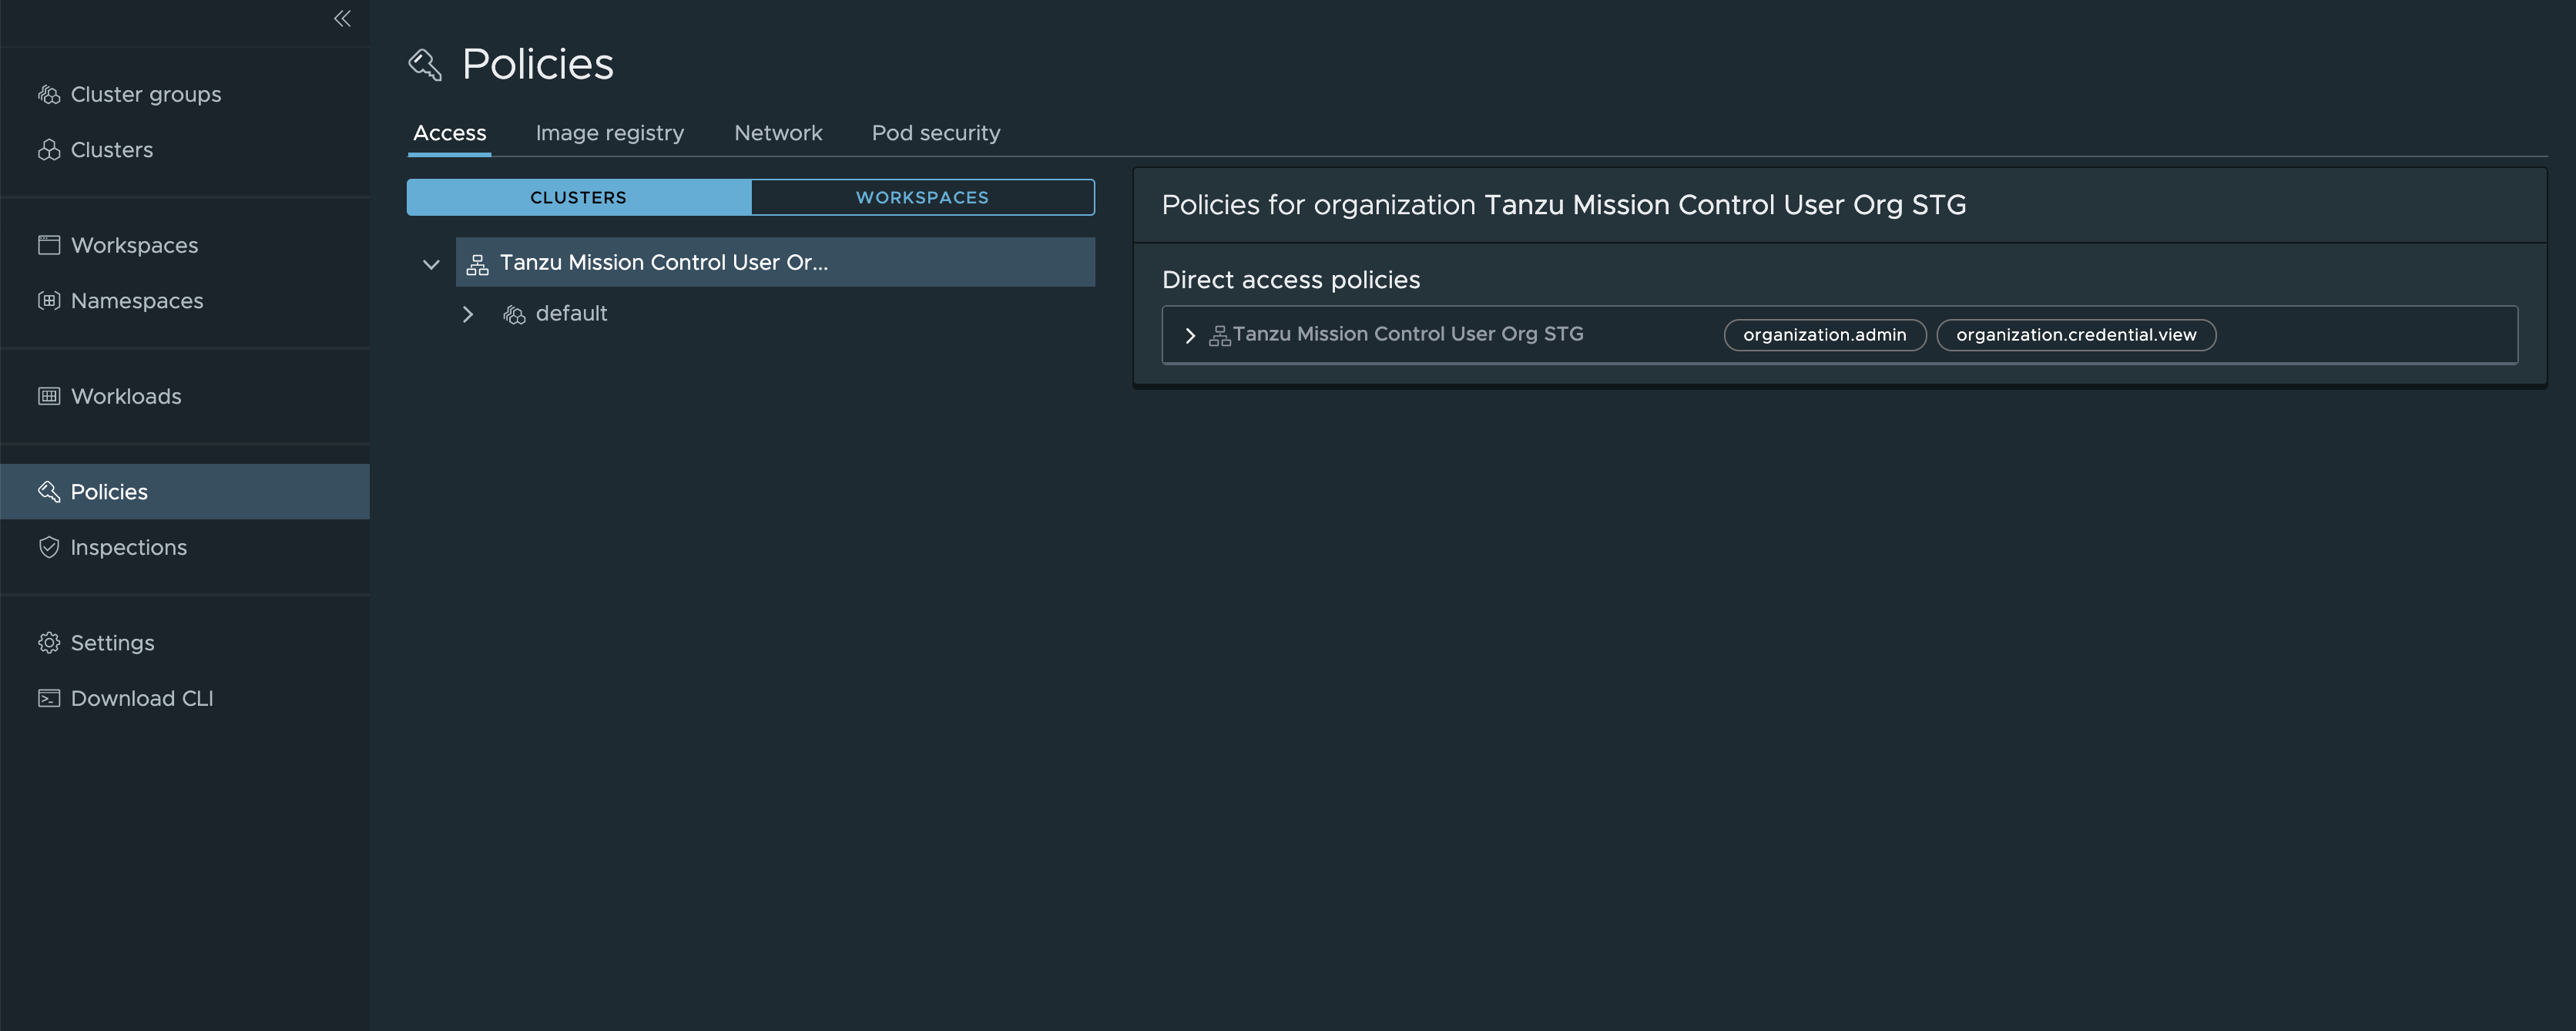 Cluster groups
Clusters
Workspaces
Namespaces
Workloads
Policies
Inspections
Settings
Download CLI
Policies
Access Image registry Network Pod security
CLUSTERS WORKSPACES
Tanzu Mission Control User Or...
default
Policies for organization Tanzu Mission Control User Org STG
Direct access policies
Tanzu Mission Control User Org STG organization.admin organization.credential.view